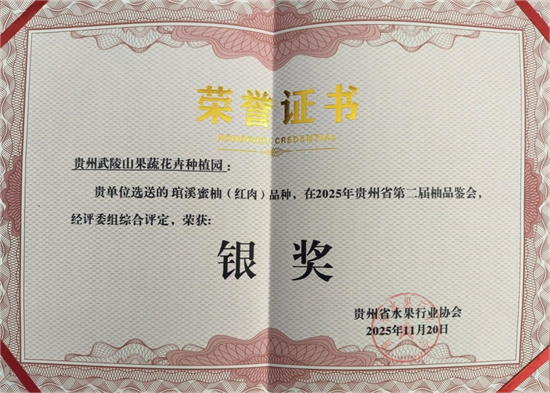 荣誉证书
HONORARY CREDENTIAL
贵州武陵山果蔬花卉种植园：
贵单位选送的 琯溪蜜柚（红肉）品种，在2025年贵州省第二届柚品鉴会，
经评委组综合评定，荣获：
银奖
贵州省水果行业协会
2025年11月20日